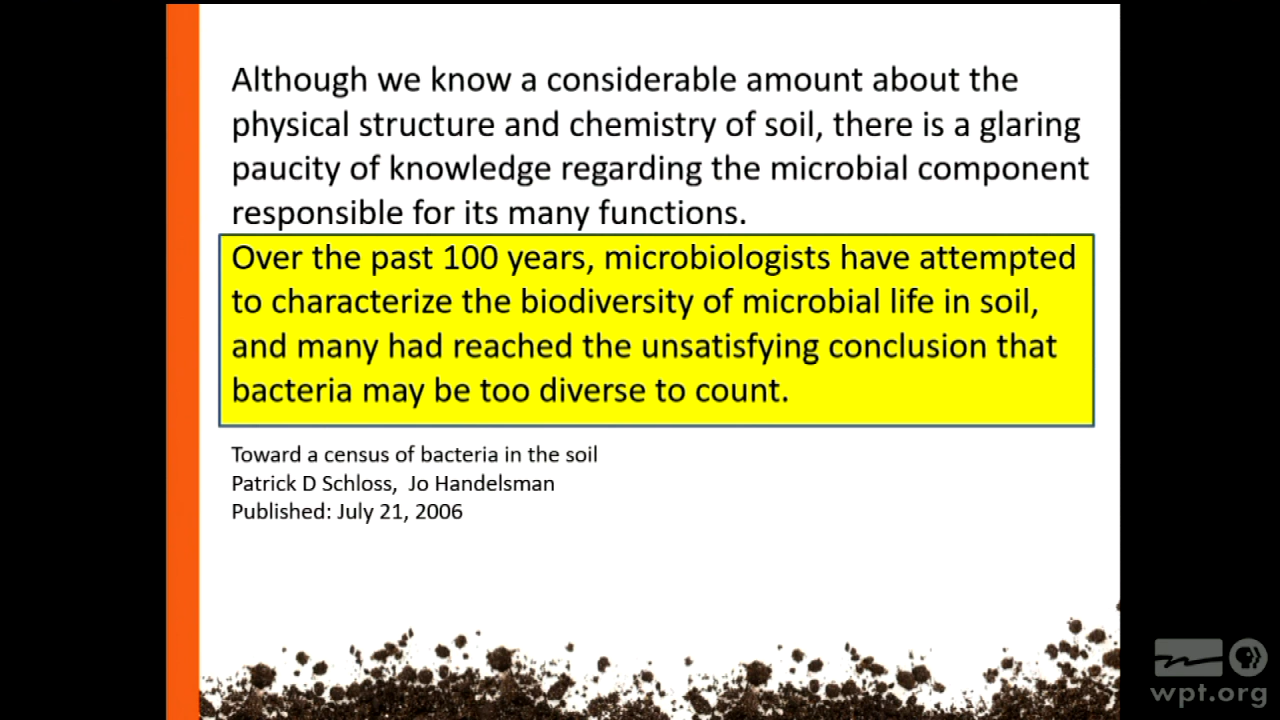 Although we know a considerable amount about the
physical structure and chemistry of soil, there is a glaring
paucity of knowledge regarding the microbial component
responsible for its many functions.
Over the past 100 years, microbiologists have attempted
to characterize the biodiversity of microbial life in soil,
and many had reached the unsatisfying conclusion that
bacteria may be too diverse to count.
Toward a census of bacteria in the soil
Patrick D Schloss, Jo Handelsman
Published: July 21, 2006
wpt.org